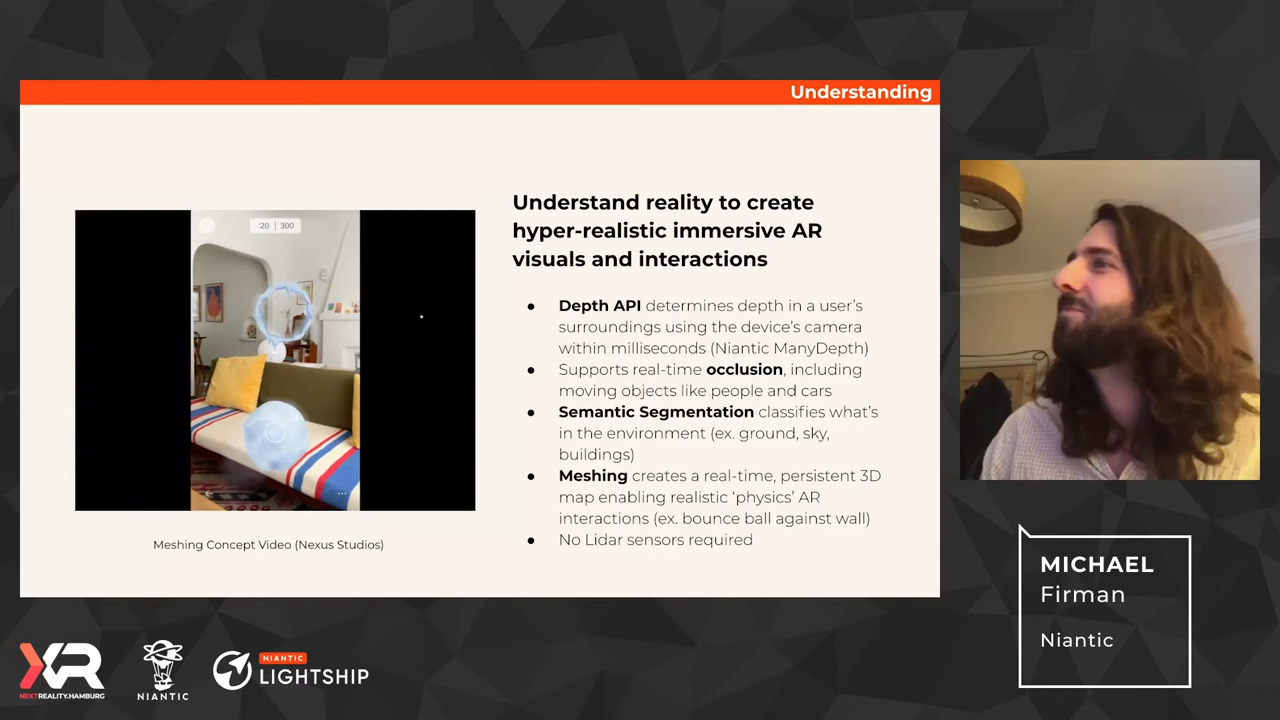 Understanding
:20 | 300
Meshing Concept Video (Nexus Studios)
Understand reality to create
hyper-realistic immersive AR
visuals and interactions
● Depth API determines depth in a user’s
surroundings using the device’s camera
within milliseconds (Niantic ManyDepth)
● Supports real-time occlusion, including
moving objects like people and cars
● Semantic Segmentation classifies what’s
in the environment (ex. ground, sky,
buildings)
● Meshing creates a real-time, persistent 3D
map enabling realistic ‘physics’ AR
interactions (ex. bounce ball against wall)
● No Lidar sensors required
MICHAEL
Firman
Niantic
XR
NEXTREALITY.HAMBURG
NIANTIC
NIANTIC
LIGHTSHIP